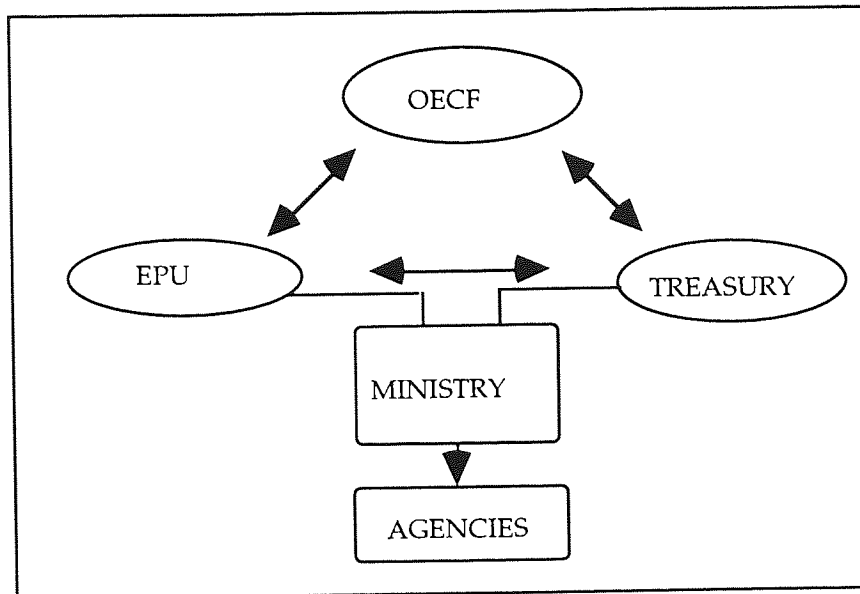 OECF
EPU
TREASURY
MINISTRY
AGENCIES